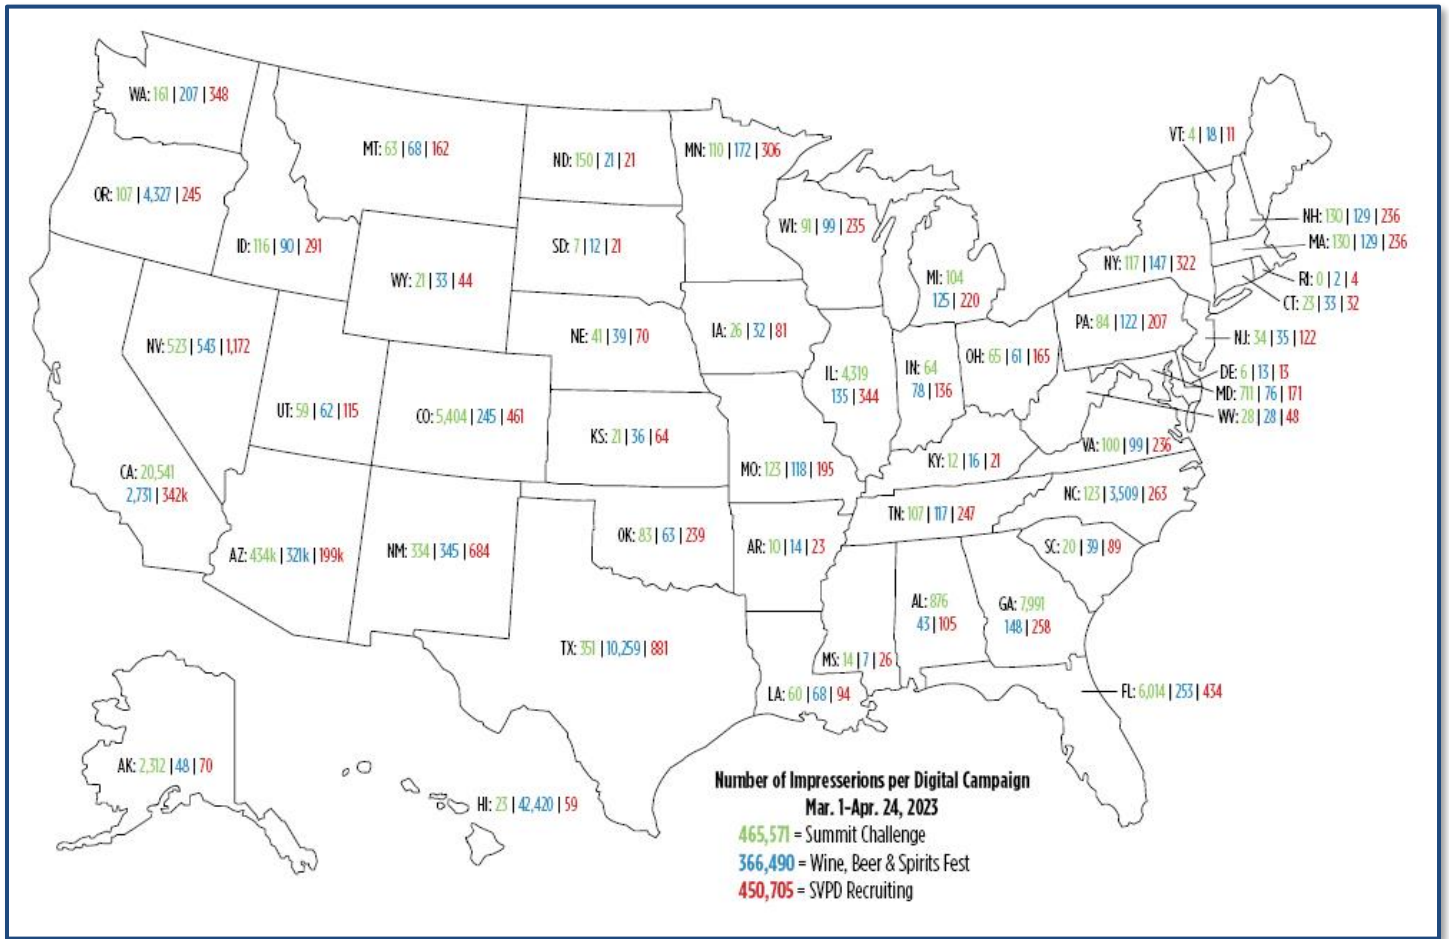 WA: 161 | 207 | 348
MT: 63 | 68 | 162
ND: 150 | 21 | 21
MN: 110 | 172 | 306
VT: 4 | 18 | 11
OR: 107 | 4,327 | 245
ID: 116 | 90 | 291
WY: 21 | 33 | 44
SD: 7 | 12 | 21
WI: 91 | 99 | 235
MI: 104
125 | 220
NY: 117 | 147 | 322
NH: 130 | 129 | 236
MA: 130 | 129 | 236
RI: 0 | 2 | 4
CT: 23 | 33 | 32
NV: 523 | 543 | 1,172
NE: 41 | 39 | 70
IA: 26 | 32 | 81
PA: 84 | 122 | 207
NJ: 34 | 35 | 122
IL: 4,319
135 | 344
IN: 64
78 | 136
OH: 65 | 61 | 165
DE: 6 | 13 | 13
MD: 711 | 76 | 171
WV: 28 | 28 | 48
UT: 59 | 62 | 115
CO: 5,404 | 245 | 461
KS: 21 | 36 | 64
MO: 123 | 118 | 195
KY: 12 | 16 | 21
VA: 100 | 99 | 236
CA: 20,541
2,731 | 342k
AZ: 434k | 321k | 199k
NM: 334 | 345 | 684
OK: 83 | 63 | 239
AR: 10 | 14 | 23
TN: 107 | 117 | 247
NC: 123 | 3,509 | 263
SC: 20 | 39 | 89
TX: 351 | 10,259 | 881
LA: 60 | 68 | 94
MS: 14 | 7 | 26
AL: 876
43 | 105
GA: 7,991
148 | 258
FL: 6,014 | 253 | 434
AK: 2,312 | 48 | 70
HI: 23 | 42,420 | 59
Number of Impresserions per Digital Campaign
Mar. 1-Apr. 24, 2023
465,571 = Summit Challenge
366,490 = Wine, Beer & Spirits Fest
450,705 = SVPD Recruiting